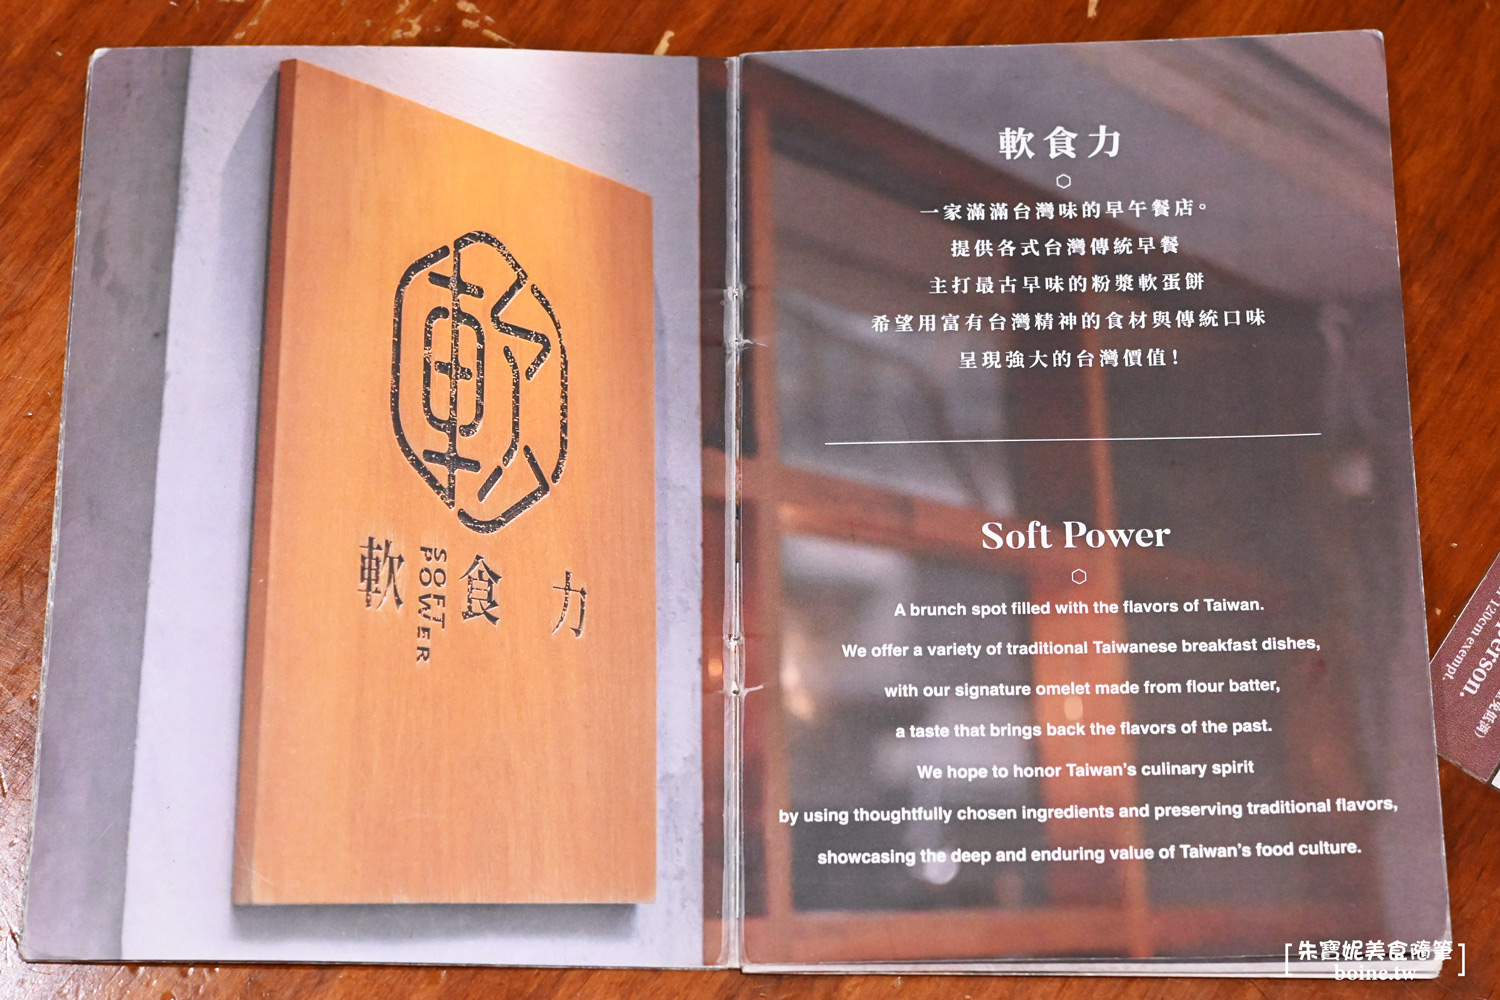 軟
軟食力
SOFT
POWER
軟食力
一家滿滿台灣味的早午餐店。
提供各式台灣傳統早餐
主打最古早味的粉漿軟蛋餅
希望用富有台灣精神的食材與傳統口味
呈現強大的台灣價值!
Soft Power
A brunch spot filled with the flavors of Taiwan.
We offer a variety of traditional Taiwanese breakfast dishes,
with our signature omelet made from flour batter,
a taste that brings back the flavors of the past.
We hope to honor Taiwan's culinary spirit
by using thoughtfully chosen ingredients and preserving traditional flavors,
showcasing the deep and enduring value of Taiwan's food culture.
120cm exempt.
erson.
低消)
[朱寶妮美食隨筆]
boine.tw